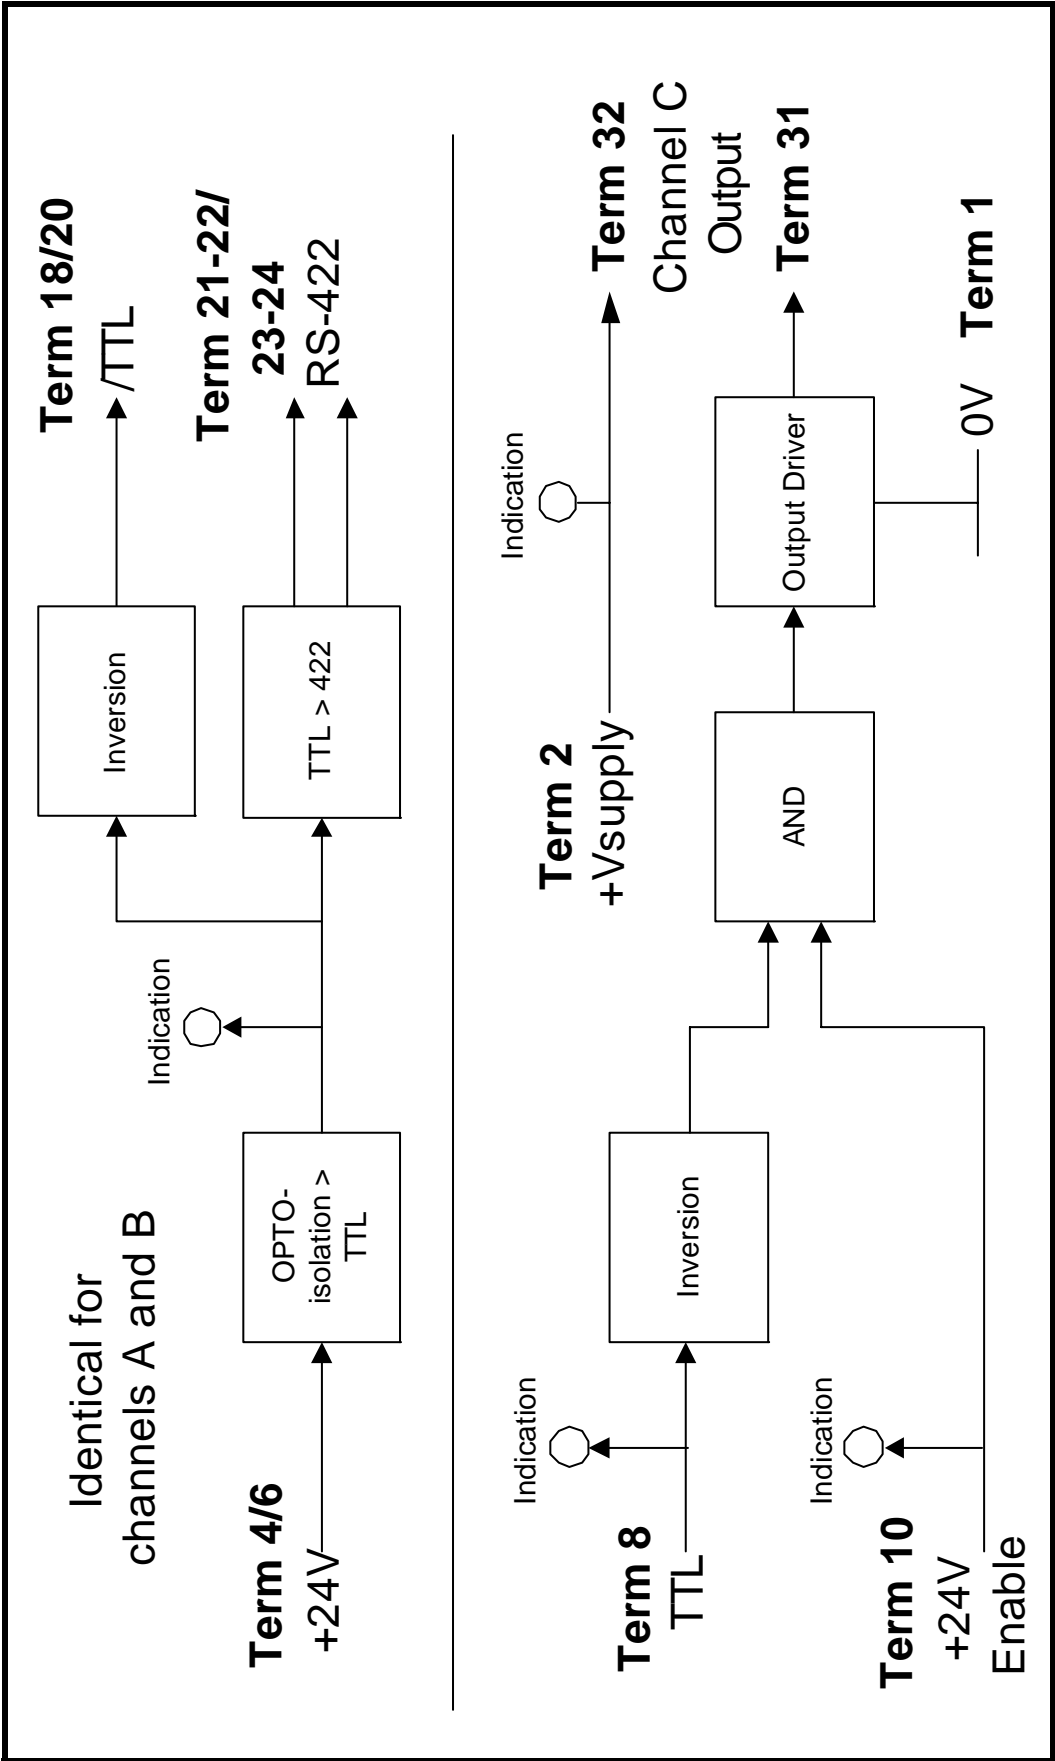 Identical for
channels A and B
Term 4/6
+24V
OPTO-
isolation >
TTL
Indication
Inversion
TTL > 422
Term 18/20
/TTL
Term 21-22/
23-24
RS-422
Term 8
TTL
Indication
Inversion
Term 10
+24V
Enable
Indication
AND
Term 2
+Vsupply
Indication
Output Driver
Term 32
Channel C
Output
Term 31
0V Term 1